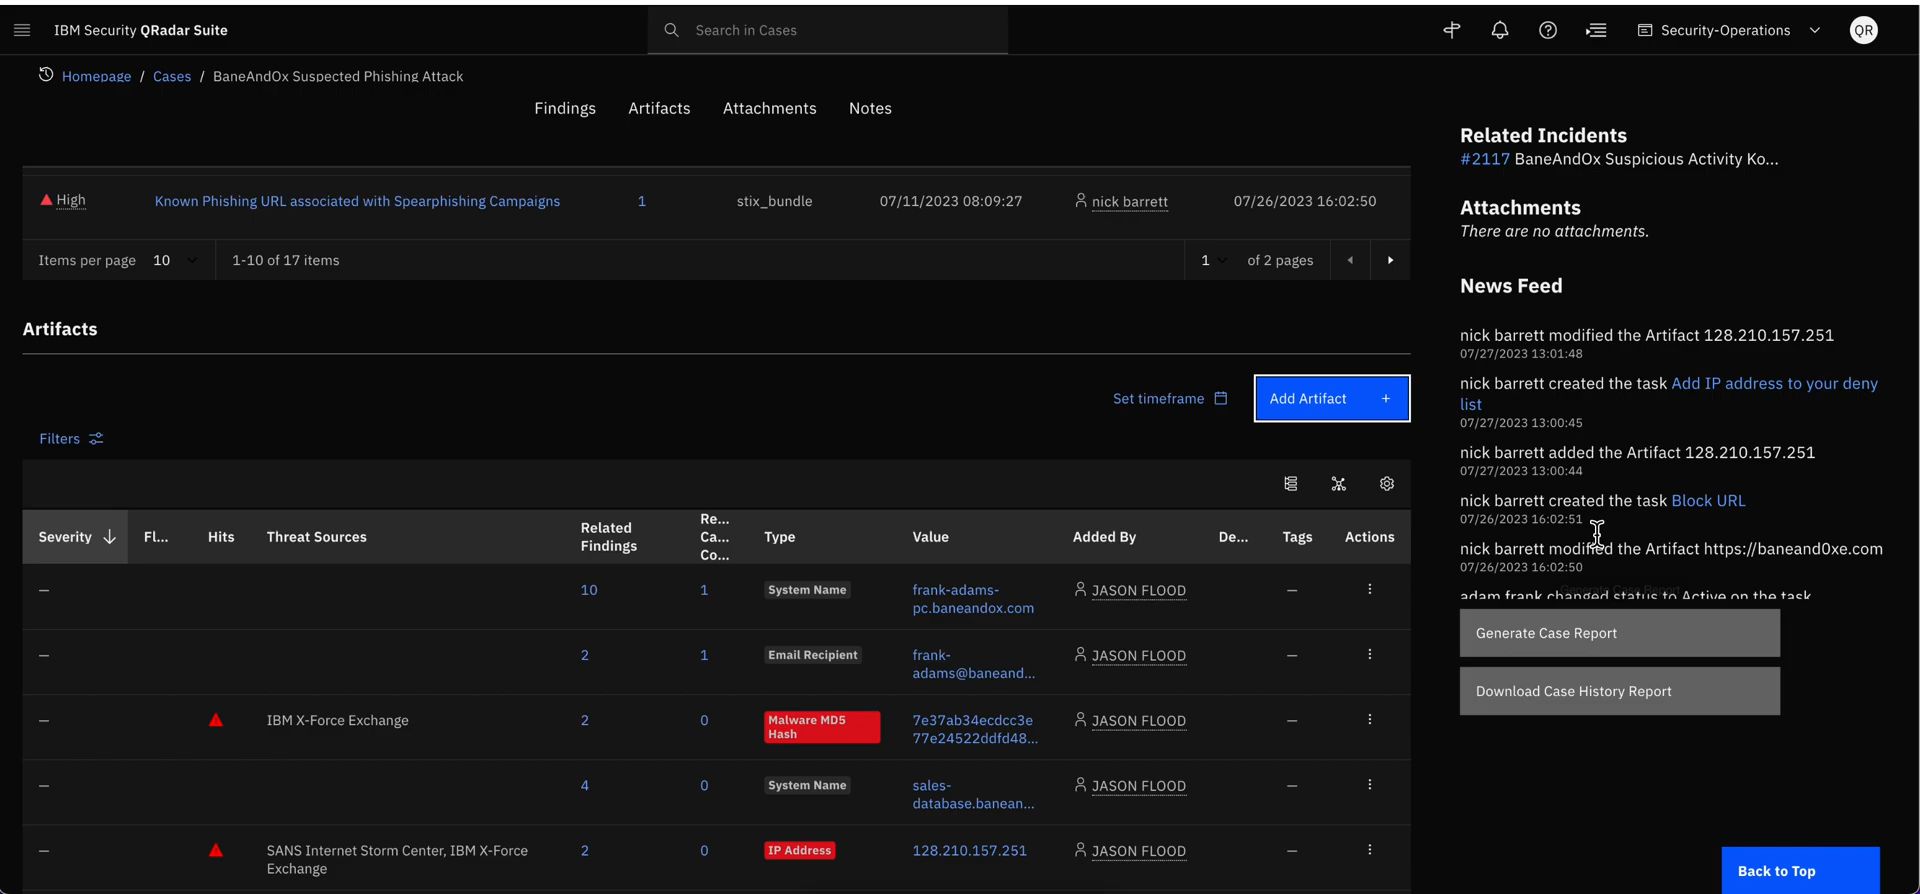 IBM Security QRadar Suite
Search in Cases
Security-Operations
QR
Homepage / Cases / BaneAndOx Suspected Phishing Attack
Findings Artifacts Attachments Notes
High Known Phishing URL associated with Spearphishing Campaigns 1 stix_bundle 07/11/2023 08:09:27 nick barrett 07/26/2023 16:02:50
Items per page 10 1-10 of 17 items 1 of 2 pages
Artifacts
Set timeframe
Add Artifact +
Filters
Severity Fl... Hits Threat Sources Related Findings Re... Ca... Co... Type Value Added By De... Tags Actions
— 10 1 System Name frank-adams-
pc.baneandox.com JASON FLOOD —
— 2 1 Email Recipient frank-
adams@baneand... JASON FLOOD —
— IBM X-Force Exchange 2 0 Malware MD5 Hash 7e37ab34ecdcc3e
77e24522ddfd48... JASON FLOOD —
— 4 0 System Name sales-
database.banean... JASON FLOOD —
— SANS Internet Storm Center, IBM X-Force
Exchange 2 0 IP Address 128.210.157.251 JASON FLOOD —
Related Incidents
#2117 BaneAndOx Suspicious Activity Ko...
Attachments
There are no attachments.
News Feed
nick barrett modified the Artifact 128.210.157.251
07/27/2023 13:01:48
nick barrett created the task Add IP address to your deny
list
07/27/2023 13:00:45
nick barrett added the Artifact 128.210.157.251
07/27/2023 13:00:44
nick barrett created the task Block URL
07/26/2023 16:02:51
nick barrett modified the Artifact https://baneand0xe.com
07/26/2023 16:02:50
adam frank changed status to Active on the task
Generate Case Report
Download Case History Report
Back to Top